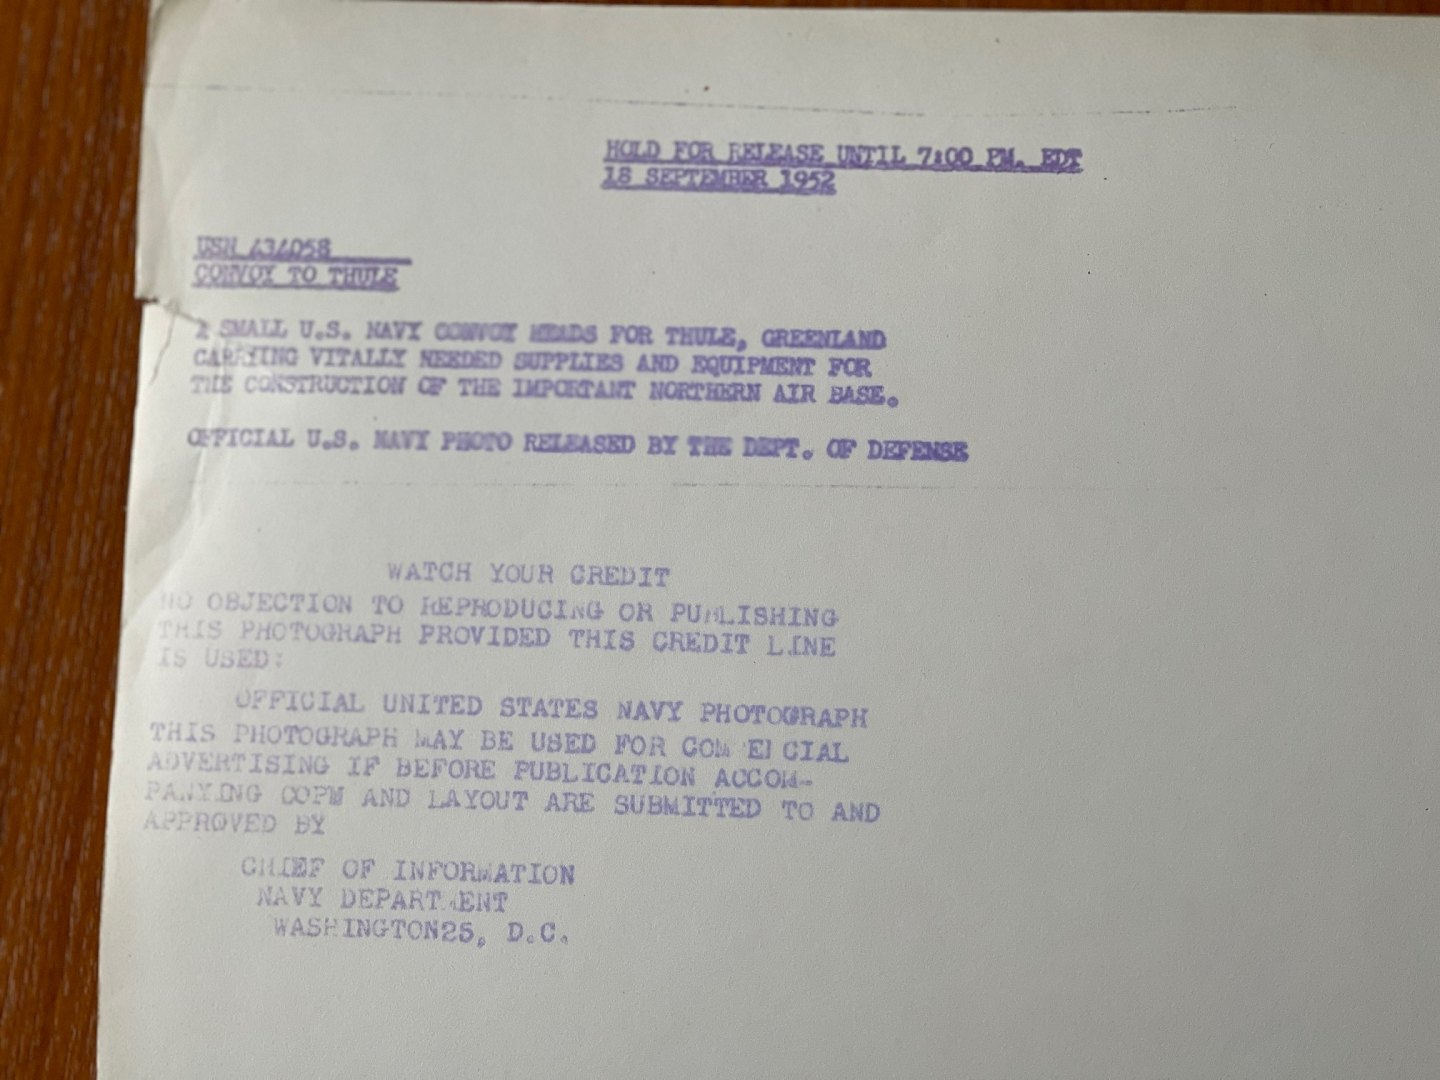 HOLD FOR RELEASE UNTIL 7:00 PM. EDT
18 SEPTEMBER 1952
USN 434058
CONVOY TO THULE
A SMALL U.S. NAVY CONVOY HEADS FOR THULE, GREENLAND
CARRYING VITALLY NEEDED SUPPLIES AND EQUIPMENT FOR
THE CONSTRUCTION OF THE IMPORTANT NORTHERN AIR BASE.
OFFICIAL U.S. NAVY PHOTO RELEASED BY THE DEPT. OF DEFENSE
WATCH YOUR CREDIT
NO OBJECTION TO REPRODUCING OR PUBLISHING
THIS PHOTOGRAPH PROVIDED THIS CREDIT LINE
IS USED:
OFFICIAL UNITED STATES NAVY PHOTOGRAPH
THIS PHOTOGRAPH MAY BE USED FOR COMMERCIAL
ADVERTISING IF BEFORE PUBLICATION ACCOM-
PANYING COPY AND LAYOUT ARE SUBMITTED TO AND
APPROVED BY
CHIEF OF INFORMATION
NAVY DEPARTMENT
WASHINGTON25, D.C.